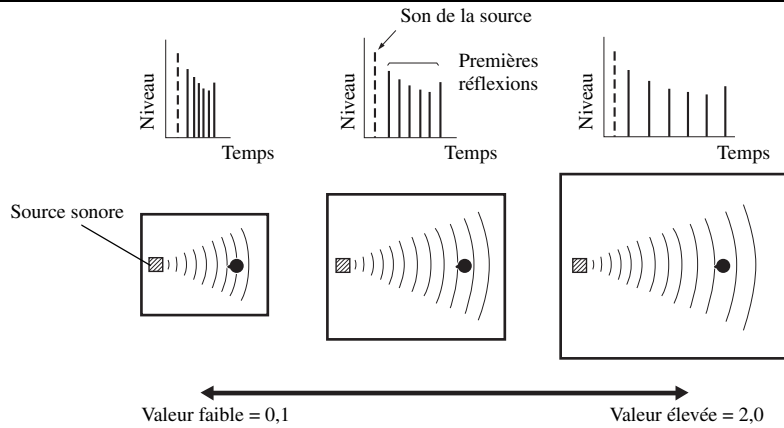 Son de la source
Premières
réflexions
Niveau
Temps
Niveau
Temps
Niveau
Temps
Source sonore
Valeur faible = 0,1
Valeur élevée = 2,0